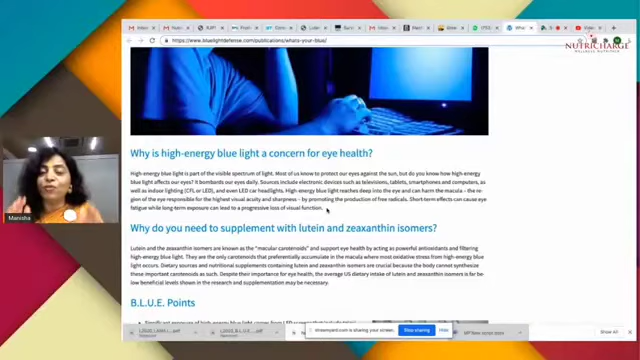 https://www.bluelightdefense.com/publications/whats-your-blue/
NUTRICHARGE
Why is high-energy blue light a concern for eye health?
High-energy blue light is part of the visible spectrum of light. Most of us know to protect our eyes against the sun, but do you know how high-energy
blue light affects our eyes? It bombards our eyes daily. Sources include electronic devices such as televisions, tablets, smartphones and computers, as
well as indoor lighting (CFL or LED), and even LED car headlights. High-energy blue light reaches deep into the eye and can harm the macula – the re-
gion of the eye responsible for the highest visual acuity and sharpness – by promoting the production of free radicals. Short-term effects can cause eye
fatigue while long-term exposure can lead to a progressive loss of visual function.
Manisha
Why do you need to supplement with lutein and zeaxanthin isomers?
Lutein and the zeaxanthin isomers are known as the "macular carotenoids" and support eye health by acting as powerful antioxidants and filtering
high-energy blue light. They are the only carotenoids that preferentially accumulate in the macula where most oxidative stress from high-energy blue
light occurs. Dietary sources and nutritional supplements containing lutein and zeaxanthin isomers are crucial because the body cannot synthesize
these important carotenoids as such. Despite their importance for eye health, the average US dietary intake of lutein and zeaxanthin isomers is far be-
low beneficial levels shown in the research and supplementation may be necessary.
B.L.U.E. Points
streamyard.com is sharing your screen.
Stop sharing
Hide
Show All